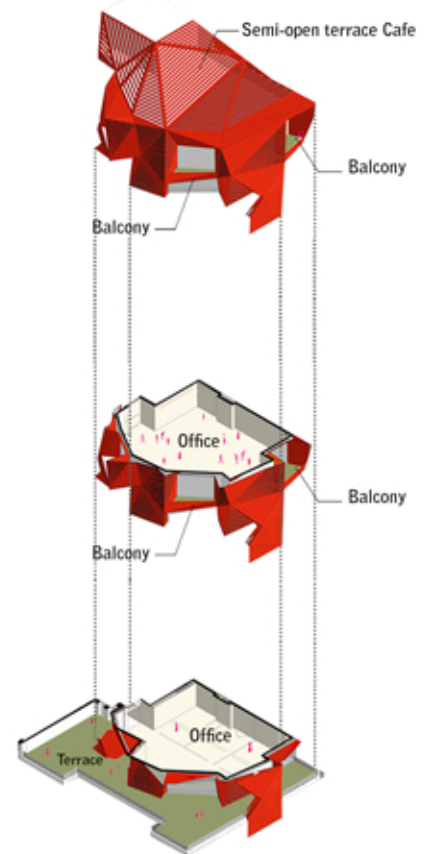 Semi-open terrace Cafe
Balcony
Balcony
Office
Balcony
Balcony
Office
Terrace